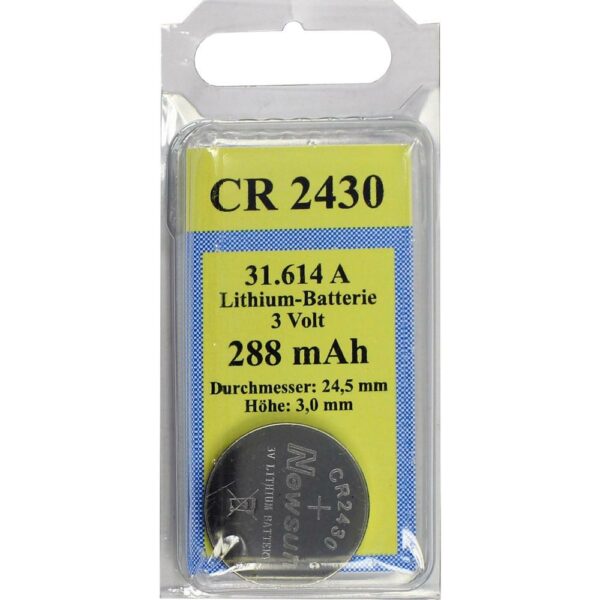 CR 2430
31.614 A
Lithium-Batterie
3 Volt
288 mAh
Durchmesser: 24,5 mm
Höhe: 3,0 mm
CR2430
+
Newsun
3V LITHIUM BATTERY